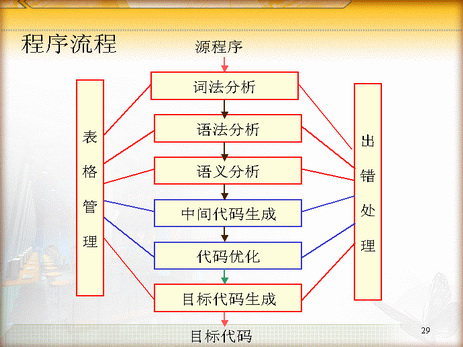 程序流程
源程序
词法分析
语法分析
语义分析
中间代码生成
代码优化
目标代码生成
目标代码
表格管理
出错处理
29